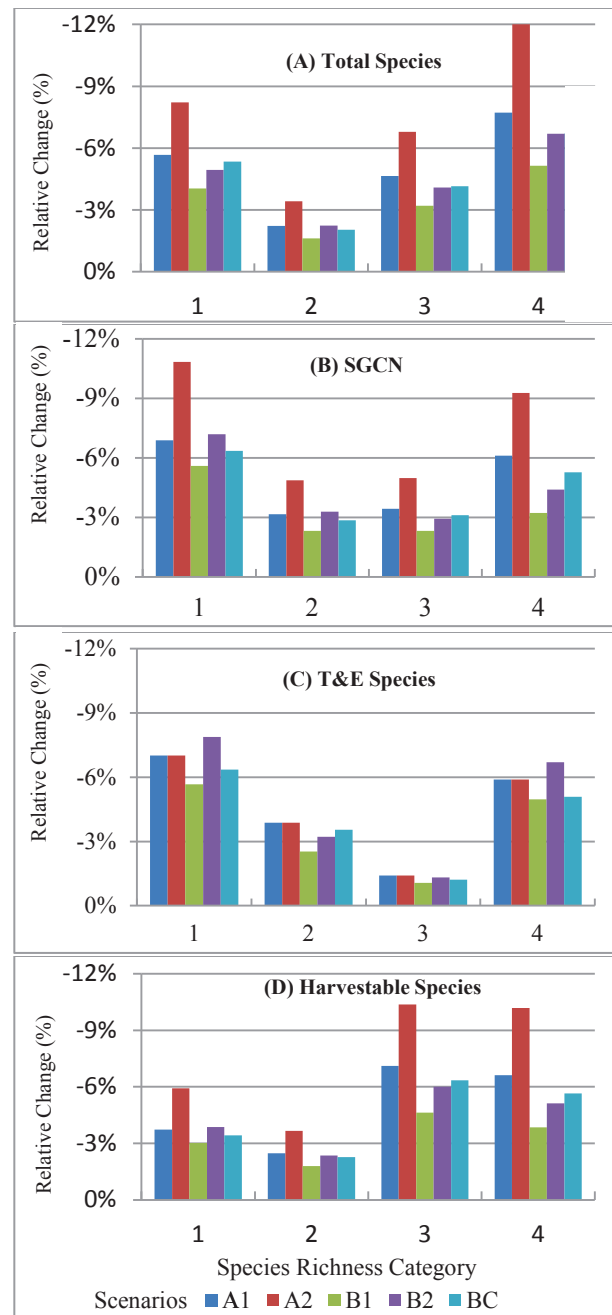 (A) Total Species
Relative Change (%)
-12%
-9%
-6%
-3%
0%
1 2 3 4
(B) SGCN
Relative Change (%)
-12%
-9%
-6%
-3%
0%
1 2 3 4
(C) T&E Species
Relative Change (%)
-12%
-9%
-6%
-3%
0%
1 2 3 4
(D) Harvestable Species
Relative Change (%)
-12%
-9%
-6%
-3%
0%
1 2 3 4
Species Richness Category
Scenarios A1 A2 B1 B2 BC